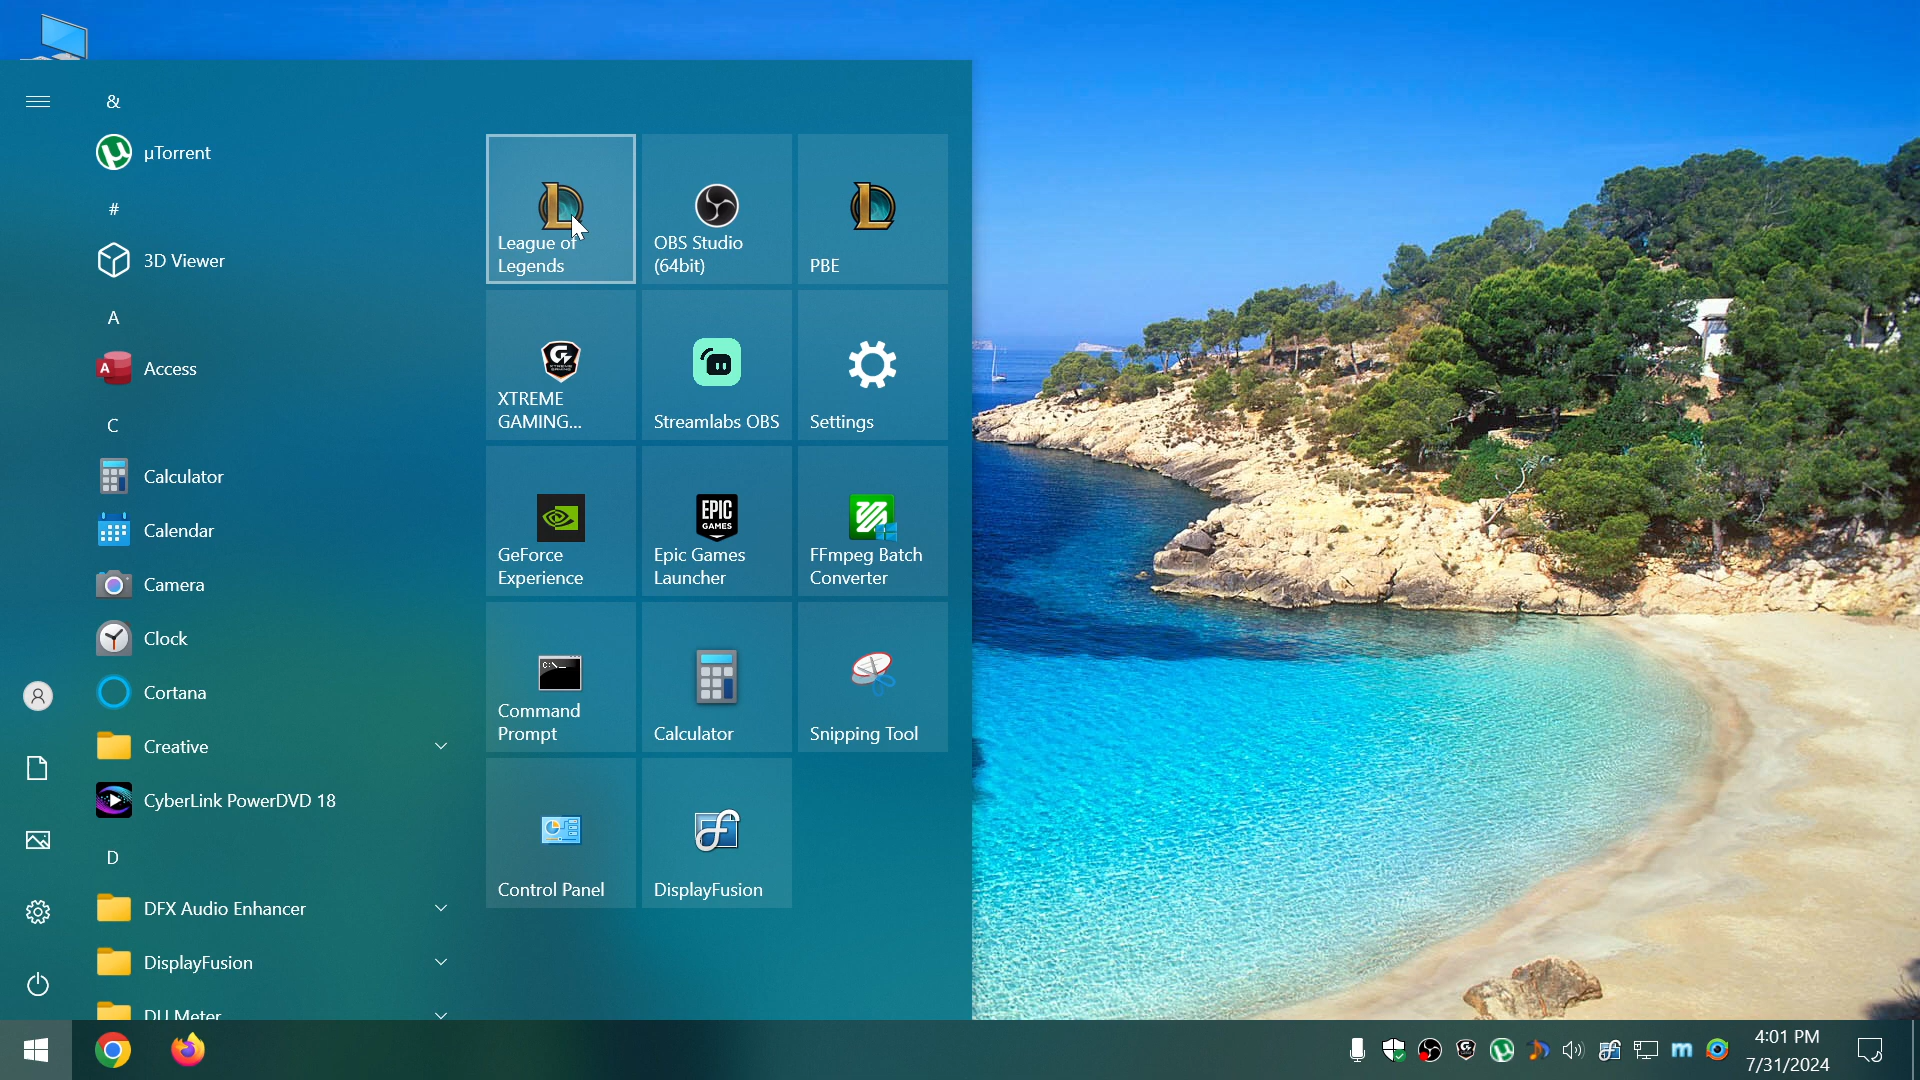 &
µTorrent
#
3D Viewer
A
Access
C
Calculator
Calendar
Camera
Clock
Cortana
Creative
CyberLink PowerDVD 18
D
DFX Audio Enhancer
DisplayFusion
DU Meter
League of
Legends
OBS Studio
(64bit)
PBE
XTREME
GAMING...
Streamlabs OBS
Settings
GeForce
Experience
EPIC
GAMES
Epic Games
Launcher
FFmpeg Batch
Converter
C:\_
Command
Prompt
Calculator
Snipping Tool
Control Panel
DisplayFusion
4:01 PM
7/31/2024